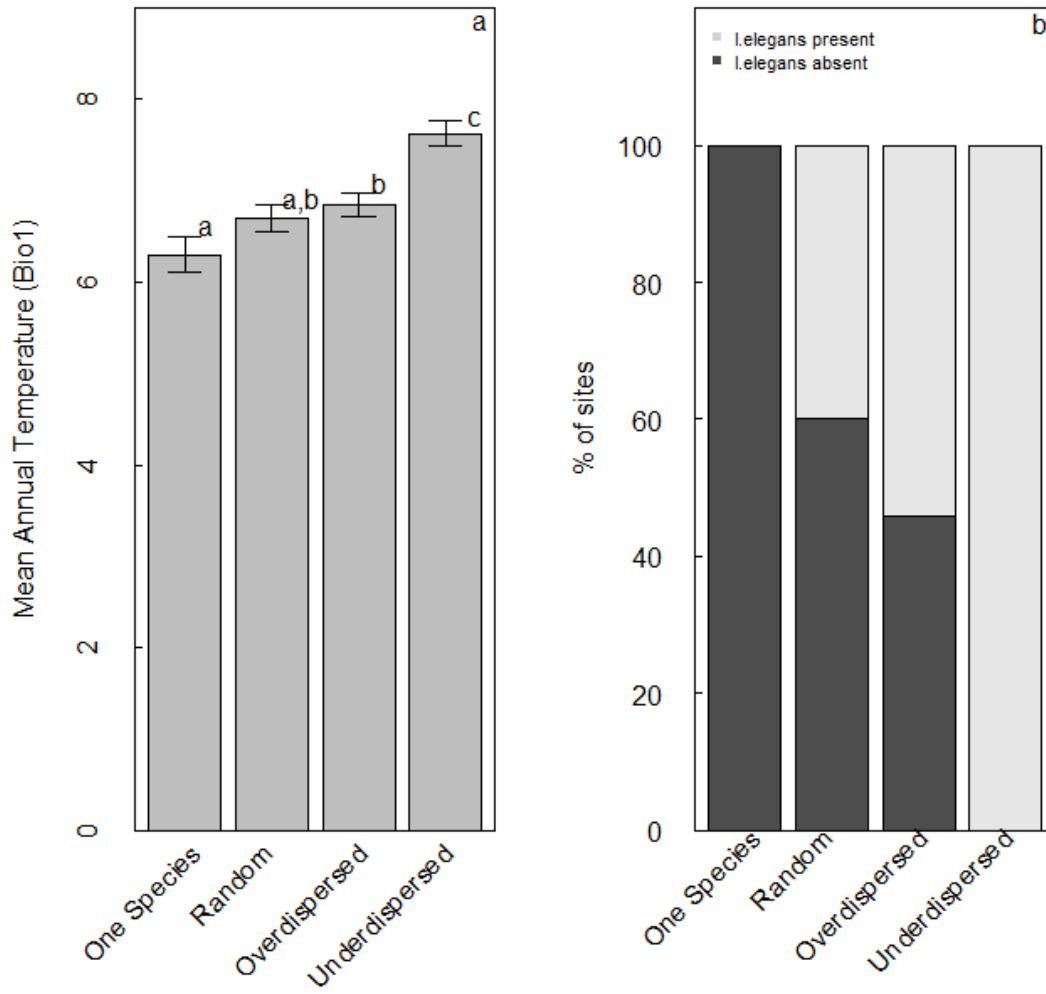 a
Mean Annual Temperature (Bio1)
8
6
4
2
0
a
a,b
b
c
One Species
Random
Overdispersed
Underdispersed
b
I.elegans present
I.elegans absent
% of sites
100
80
60
40
20
0
One Species
Random
Overdispersed
Underdispersed